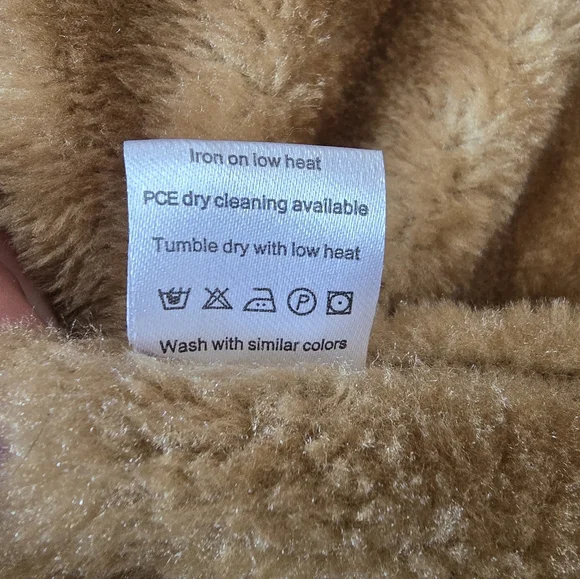 Iron on low heat
PCE dry cleaning available
Tumble dry with low heat
P
Wash with similar colors